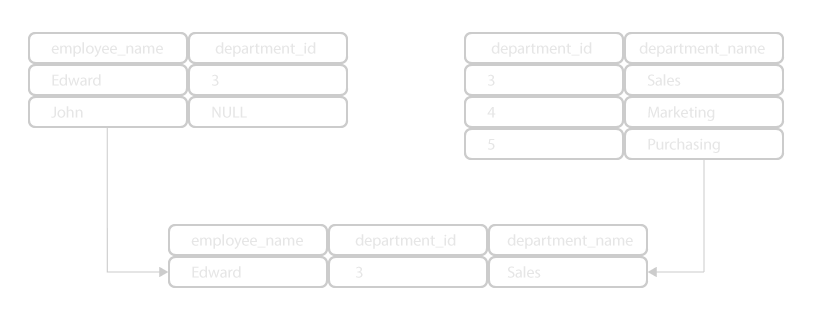 employee_name department_id
Edward 3
John NULL
department_id department_name
3 Sales
4 Marketing
5 Purchasing
employee_name department_id department_name
Edward 3 Sales